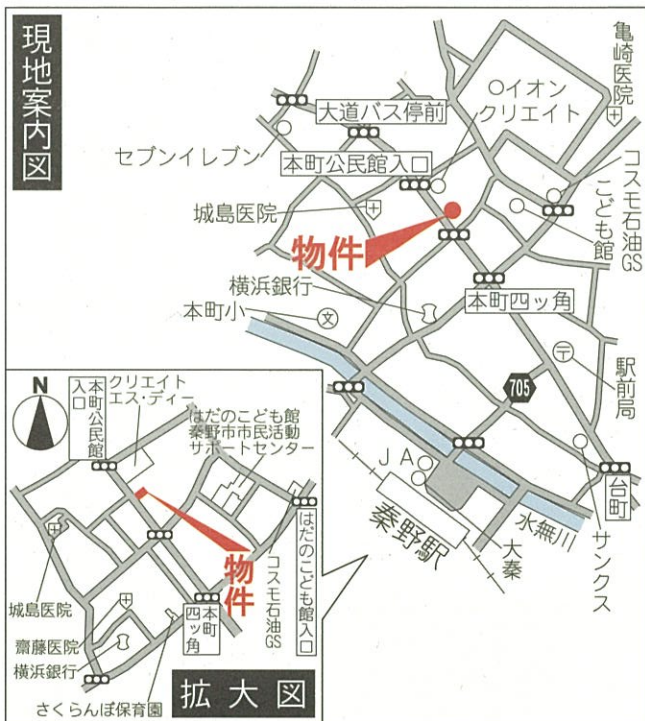 現地案内図
亀崎医院
イオン
クリエイト
大道バス停前
セブンイレブン
本町公民館入口
コスモ石油GS
こども館
城島医院
物件
横浜銀行
本町四ッ角
本町小
文
〒
駅前局
705
JA
台町
秦野駅
水無川
大秦
サンクス
N
本町公民館入口
クリエイト
エス・ディー
はだのこども館
秦野市市民活動
サポートセンター
はだのこども館入口
コスモ石油GS
物件
城島医院
本町四ッ角
齋藤医院
横浜銀行
さくらんぼ保育園
拡大図